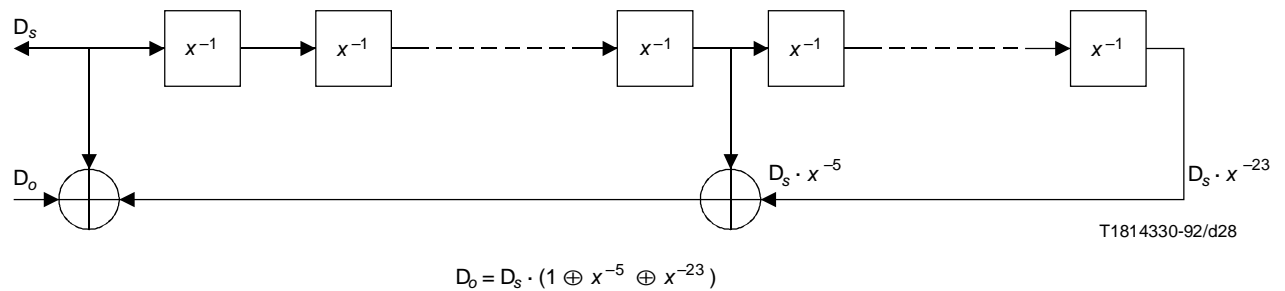 Dₛ
x⁻¹ x⁻¹ x⁻¹ x⁻¹ x⁻¹
Dₒ
Dₛ · x⁻⁵
Dₛ · x⁻²³
T1814330-92/d28
Dₒ = Dₛ · (1 ⊕ x⁻⁵ ⊕ x⁻²³)